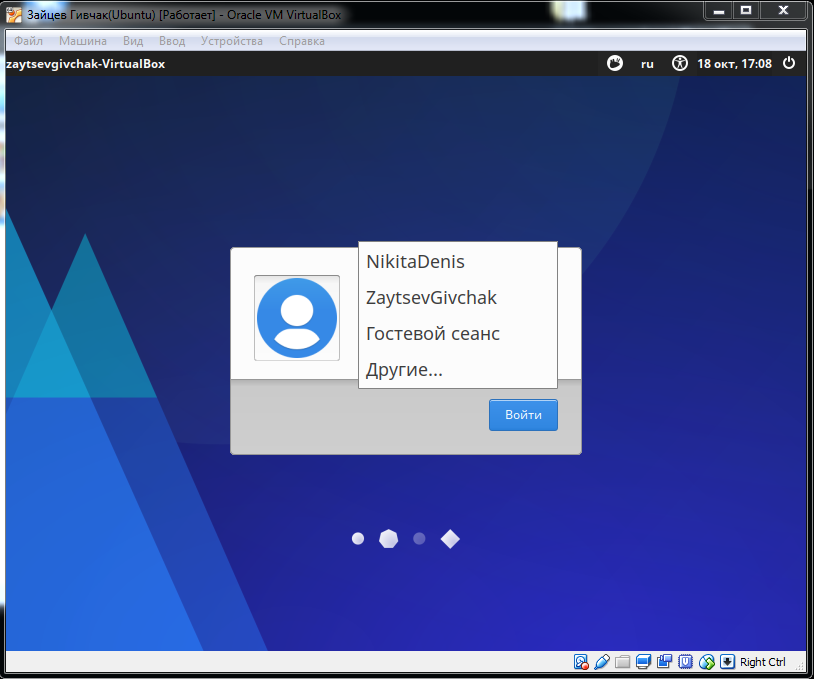 Зайцев Гивчак(Ubuntu) [Работает] - Oracle VM VirtualBox
Файл Машина Вид Ввод Устройства Справка
zaytsevgivchak-VirtualBox ru 18 окт, 17:08
NikitaDenis
ZaytsevGivchak
Гостевой сеанс
Другие...
Войти
Right Ctrl